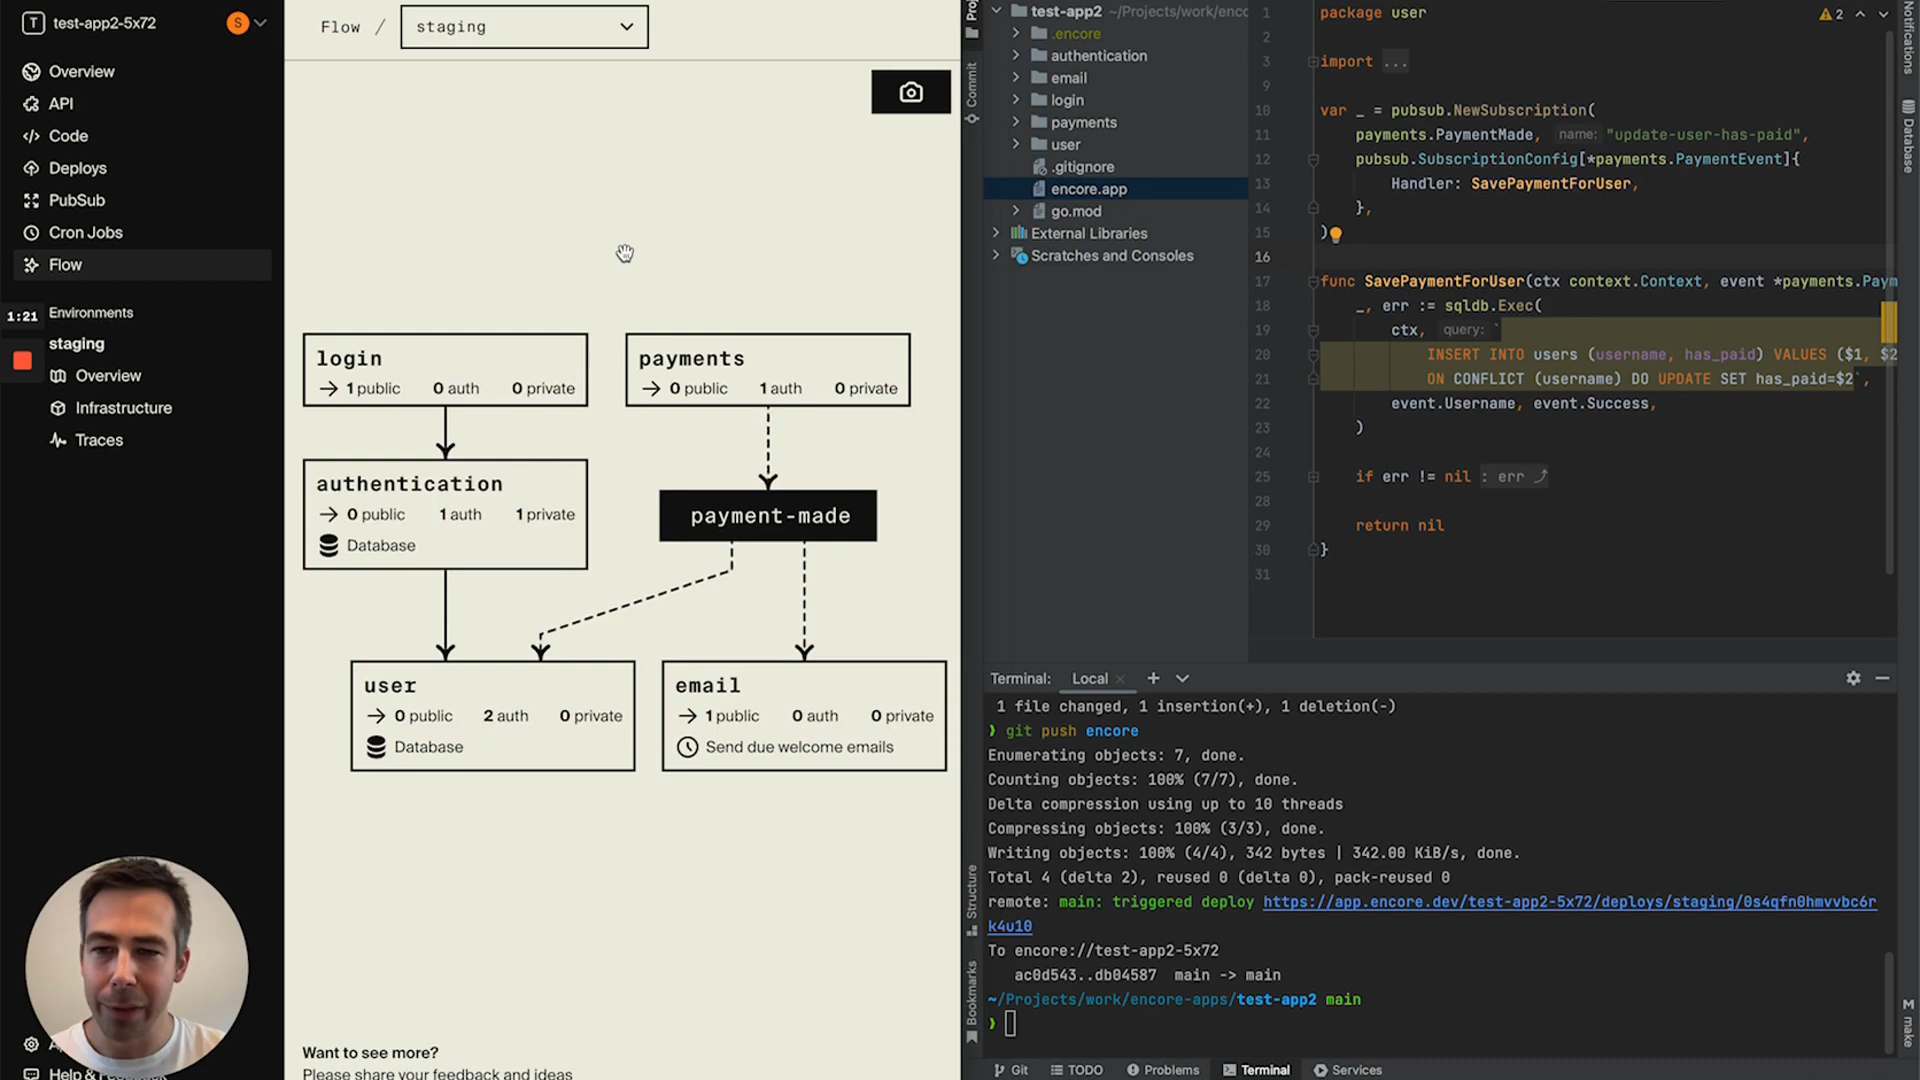 T test-app2-5x72
S
Overview
API
Code
Deploys
PubSub
Cron Jobs
Flow
Environments
1:21
staging
Overview
Infrastructure
Traces
Flow / staging
login
1 public 0 auth 0 private
payments
0 public 1 auth 0 private
authentication
0 public 1 auth 1 private
Database
payment-made
user
0 public 2 auth 0 private
Database
email
1 public 0 auth 0 private
Send due welcome emails
Want to see more?
Please share your feedback and ideas
Commit
Structure
Bookmarks
test-app2 ~/Projects/work/enco
.encore
authentication
email
login
payments
user
.gitignore
encore.app
go.mod
External Libraries
Scratches and Consoles
1 package user
2
3 import ...
9
10 var _ = pubsub.NewSubscription(
11 payments.PaymentMade, name: "update-user-has-paid",
12 pubsub.SubscriptionConfig[*payments.PaymentEvent]{
13 Handler: SavePaymentForUser,
14 },
15 )
16
17 func SavePaymentForUser(ctx context.Context, event *payments.Paym
18 _, err := sqldb.Exec(
19 ctx, query: `
20 INSERT INTO users (username, has_paid) VALUES ($1, $2
21 ON CONFLICT (username) DO UPDATE SET has_paid=$2`,
22 event.Username, event.Success,
23 )
24
25 if err != nil : err
28
29 return nil
30 }
31
2
Notifications
Database
make
Terminal: Local
1 file changed, 1 insertion(+), 1 deletion(-)
❯ git push encore
Enumerating objects: 7, done.
Counting objects: 100% (7/7), done.
Delta compression using up to 10 threads
Compressing objects: 100% (3/3), done.
Writing objects: 100% (4/4), 342 bytes | 342.00 KiB/s, done.
Total 4 (delta 2), reused 0 (delta 0), pack-reused 0
remote: main: triggered deploy https://app.encore.dev/test-app2-5x72/deploys/staging/0s4qfn0hmvvbc6r
k4u10
To encore://test-app2-5x72
ac0d543..db04587 main -> main
~/Projects/work/encore-apps/test-app2 main
❯
Git TODO Problems Terminal Services